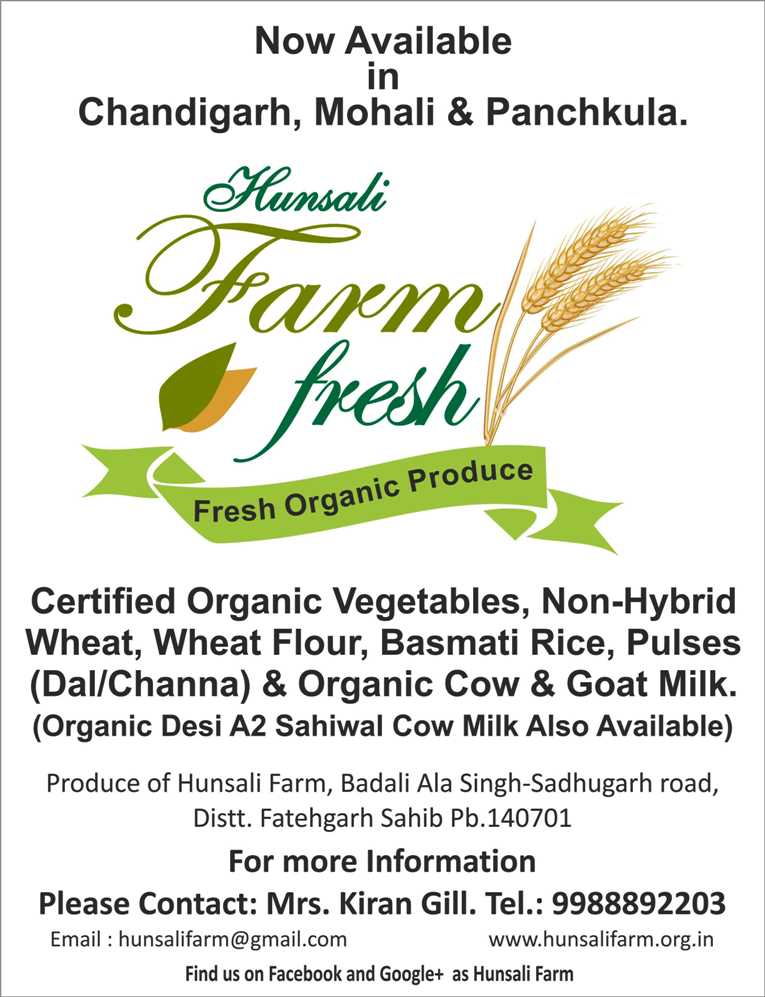 Now Available
in
Chandigarh, Mohali & Panchkula.
Hunsali
Farm
fresh
Fresh Organic Produce
Certified Organic Vegetables, Non-Hybrid
Wheat, Wheat Flour, Basmati Rice, Pulses
(Dal/Channa) & Organic Cow & Goat Milk.
(Organic Desi A2 Sahiwal Cow Milk Also Available)
Produce of Hunsali Farm, Badali Ala Singh-Sadhugarh road,
Distt. Fatehgarh Sahib Pb.140701
For more Information
Please Contact: Mrs. Kiran Gill. Tel.: 9988892203
Email : hunsalifarm@gmail.com www.hunsalifarm.org.in
Find us on Facebook and Google+ as Hunsali Farm